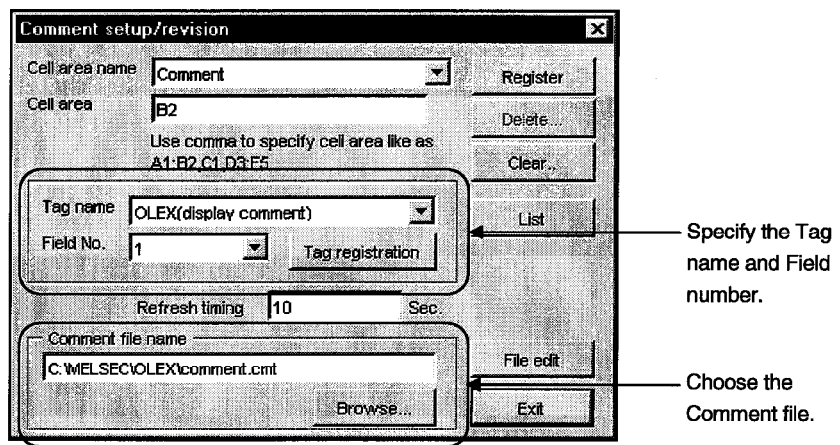 Comment setup/revision
Cell area name
Comment
Register
Cell area
B2
Delete...
Use comma to specify cell area like as
A1:B2,C1,D3:F5
Clear..
Tag name
OLEX(display comment)
List
Field No.
1
Tag registration
Specify the Tag
name and Field
number.
Refresh timing
10
Sec.
Comment file name
C:\MELSEC\OLEX\comment.cmt
File edit
Browse...
Exit
Choose the
Comment file.